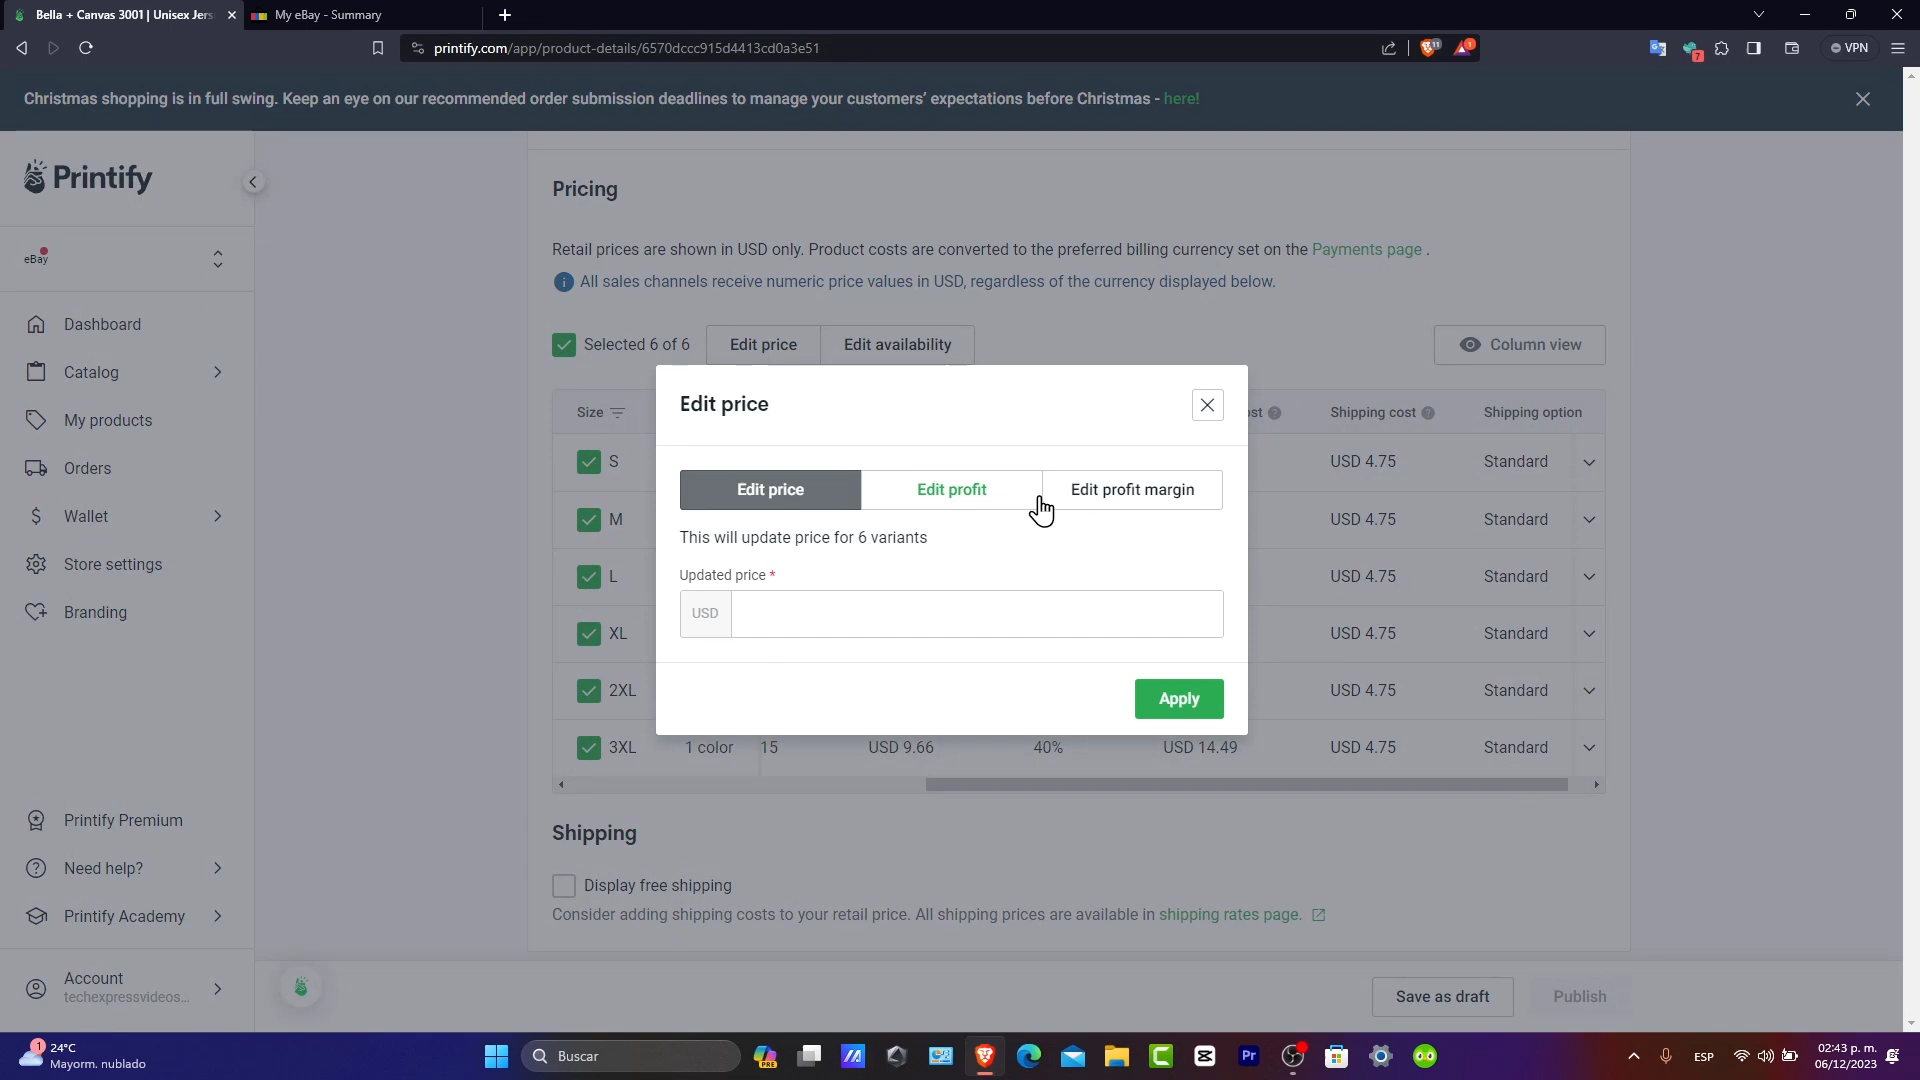 Bella + Canvas 3001 | Unisex Jers
My eBay - Summary
printify.com/app/product-details/6570dccc915d4413cd0a3e51
11
1
7
VPN
Christmas shopping is in full swing. Keep an eye on our recommended order submission deadlines to manage your customers' expectations before Christmas - here!
Printify
eBay
Dashboard
Catalog
My products
Orders
Wallet
Store settings
Branding
Printify Premium
Need help?
Printify Academy
Account
techexpressvideos...
Pricing
Retail prices are shown in USD only. Product costs are converted to the preferred billing currency set on the Payments page .
All sales channels receive numeric price values in USD, regardless of the currency displayed below.
Selected 6 of 6
Edit price
Edit availability
Column view
Size
Shipping cost
Shipping option
S
USD 4.75
Standard
M
USD 4.75
Standard
L
USD 4.75
Standard
XL
USD 4.75
Standard
2XL
USD 4.75
Standard
3XL
1 color
15
USD 9.66
40%
USD 14.49
USD 4.75
Standard
Edit price
Edit price
Edit profit
Edit profit margin
This will update price for 6 variants
Updated price *
USD
Apply
Shipping
Display free shipping
Consider adding shipping costs to your retail price. All shipping prices are available in shipping rates page.
Save as draft
Publish
1
24°C
Mayorm. nublado
Buscar
PRE
Pr
ESP
02:43 p. m.
06/12/2023